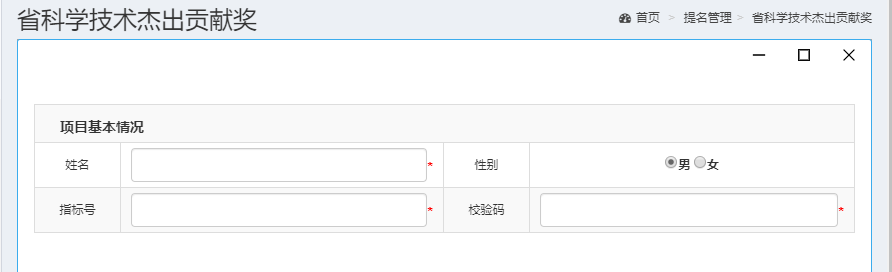 省科学技术杰出贡献奖
首页 > 提名管理 > 省科学技术杰出贡献奖
项目基本情况
姓名 * 性别 男 女
指标号 * 校验码 *